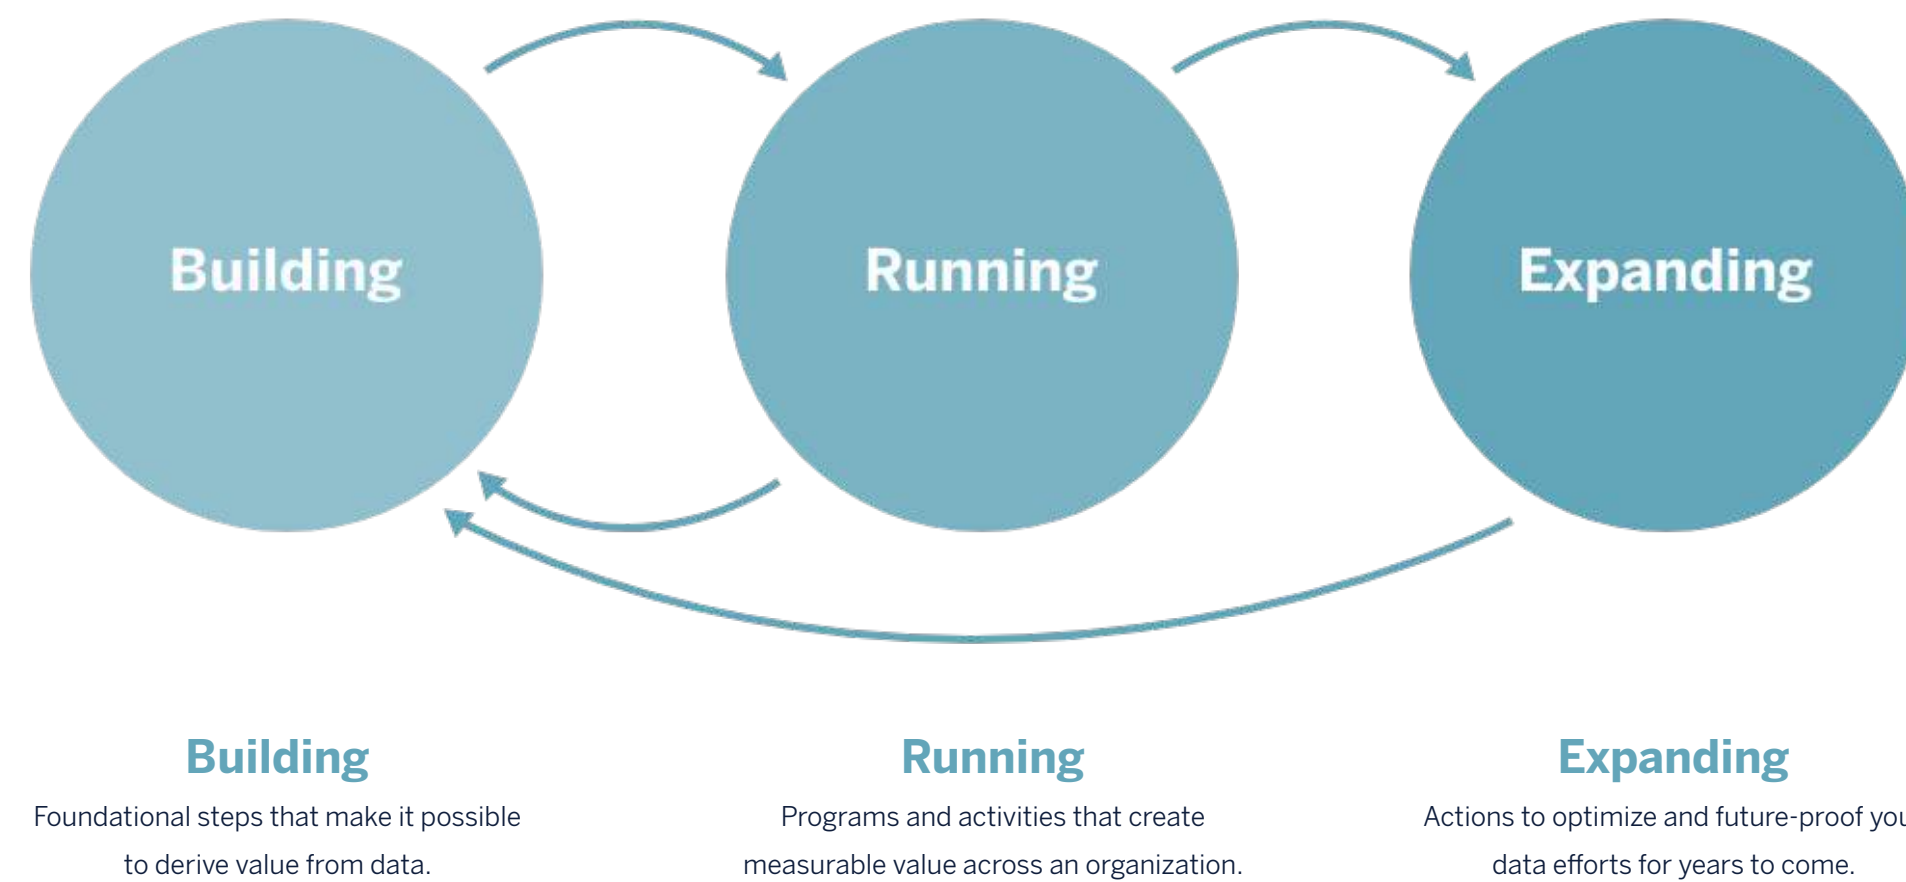 Building
Running
Expanding
Building
Foundational steps that make it possible
to derive value from data.
Running
Programs and activities that create
measurable value across an organization.
Expanding
Actions to optimize and future-proof
data efforts for years to come.